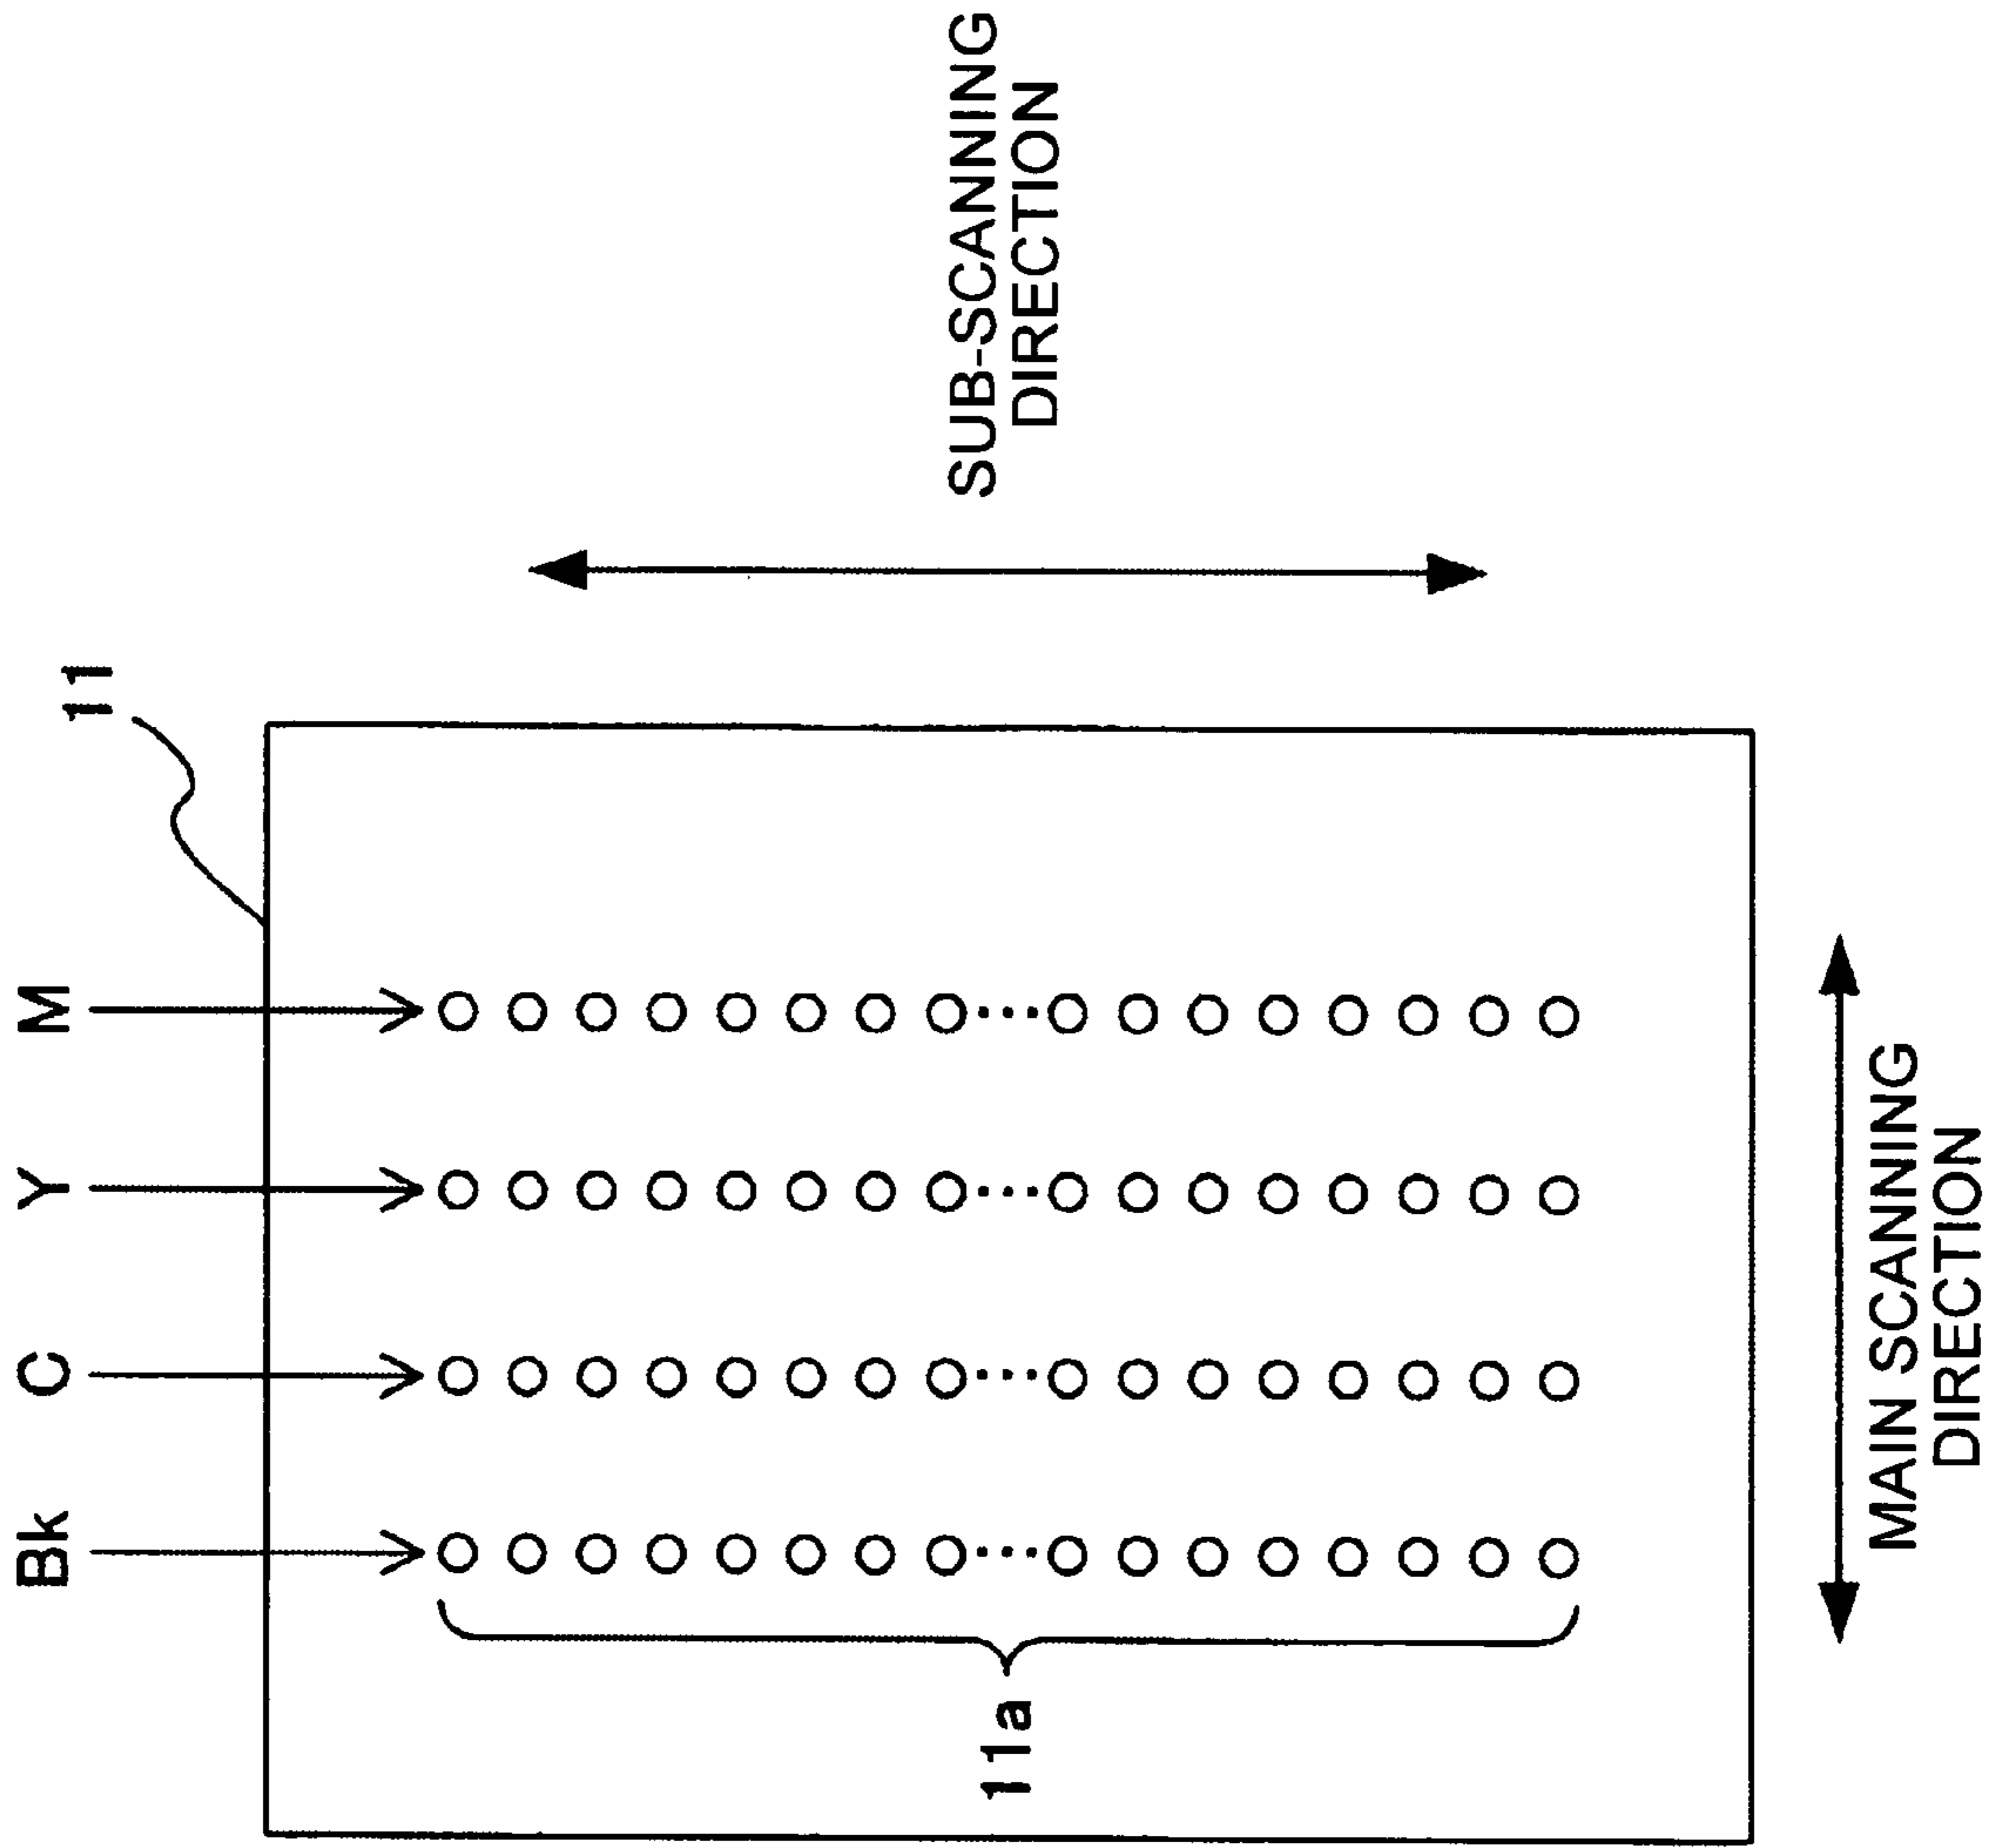 Bk C Y M
11
11a
SUB-SCANNING
DIRECTION
MAIN SCANNING
DIRECTION